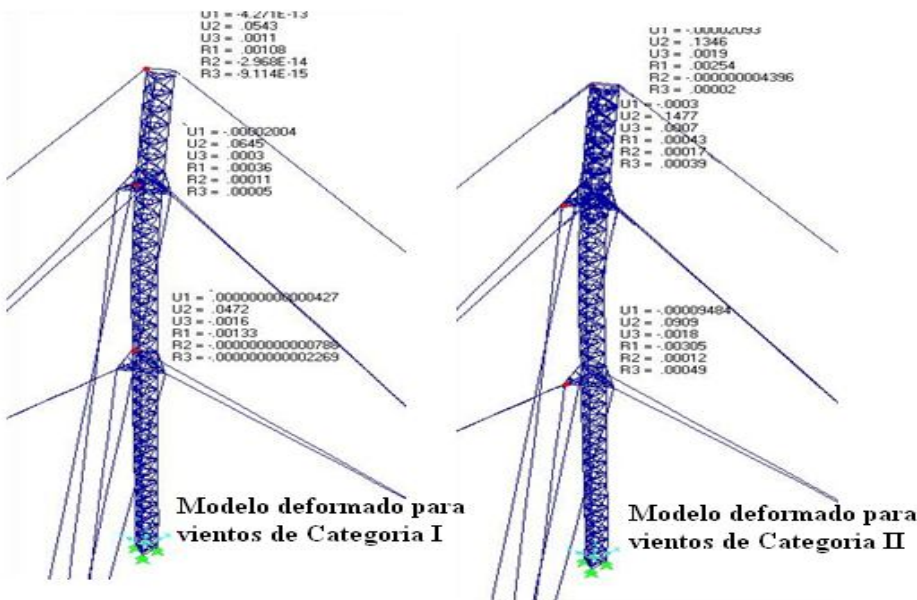 U1 = -4.271E-13
U2 = .0543
U3 = .0011
R1 = .00108
R2 = -2.968E-14
R3 = -9.114E-15
U1 = -.00002004
U2 = .0645
U3 = .0003
R1 = .00036
R2 = .00011
R3 = .00005
U1 = .000000000000427
U2 = .0472
U3 = -.0016
R1 = -.00133
R2 = -.000000000000788
R3 = -.000000000002269
Modelo deformado para
vientos de Categoria I
U1 = -.00002093
U2 = .1346
U3 = .0019
R1 = .00254
R2 = -.000000004396
R3 = .00002
U1 = -.0003
U2 = .1477
U3 = .0007
R1 = .00043
R2 = .00017
R3 = .00039
U1 = -.00009484
U2 = .0909
U3 = -.0018
R1 = -.00305
R2 = .00012
R3 = .00049
Modelo deformado para
vientos de Categoria II